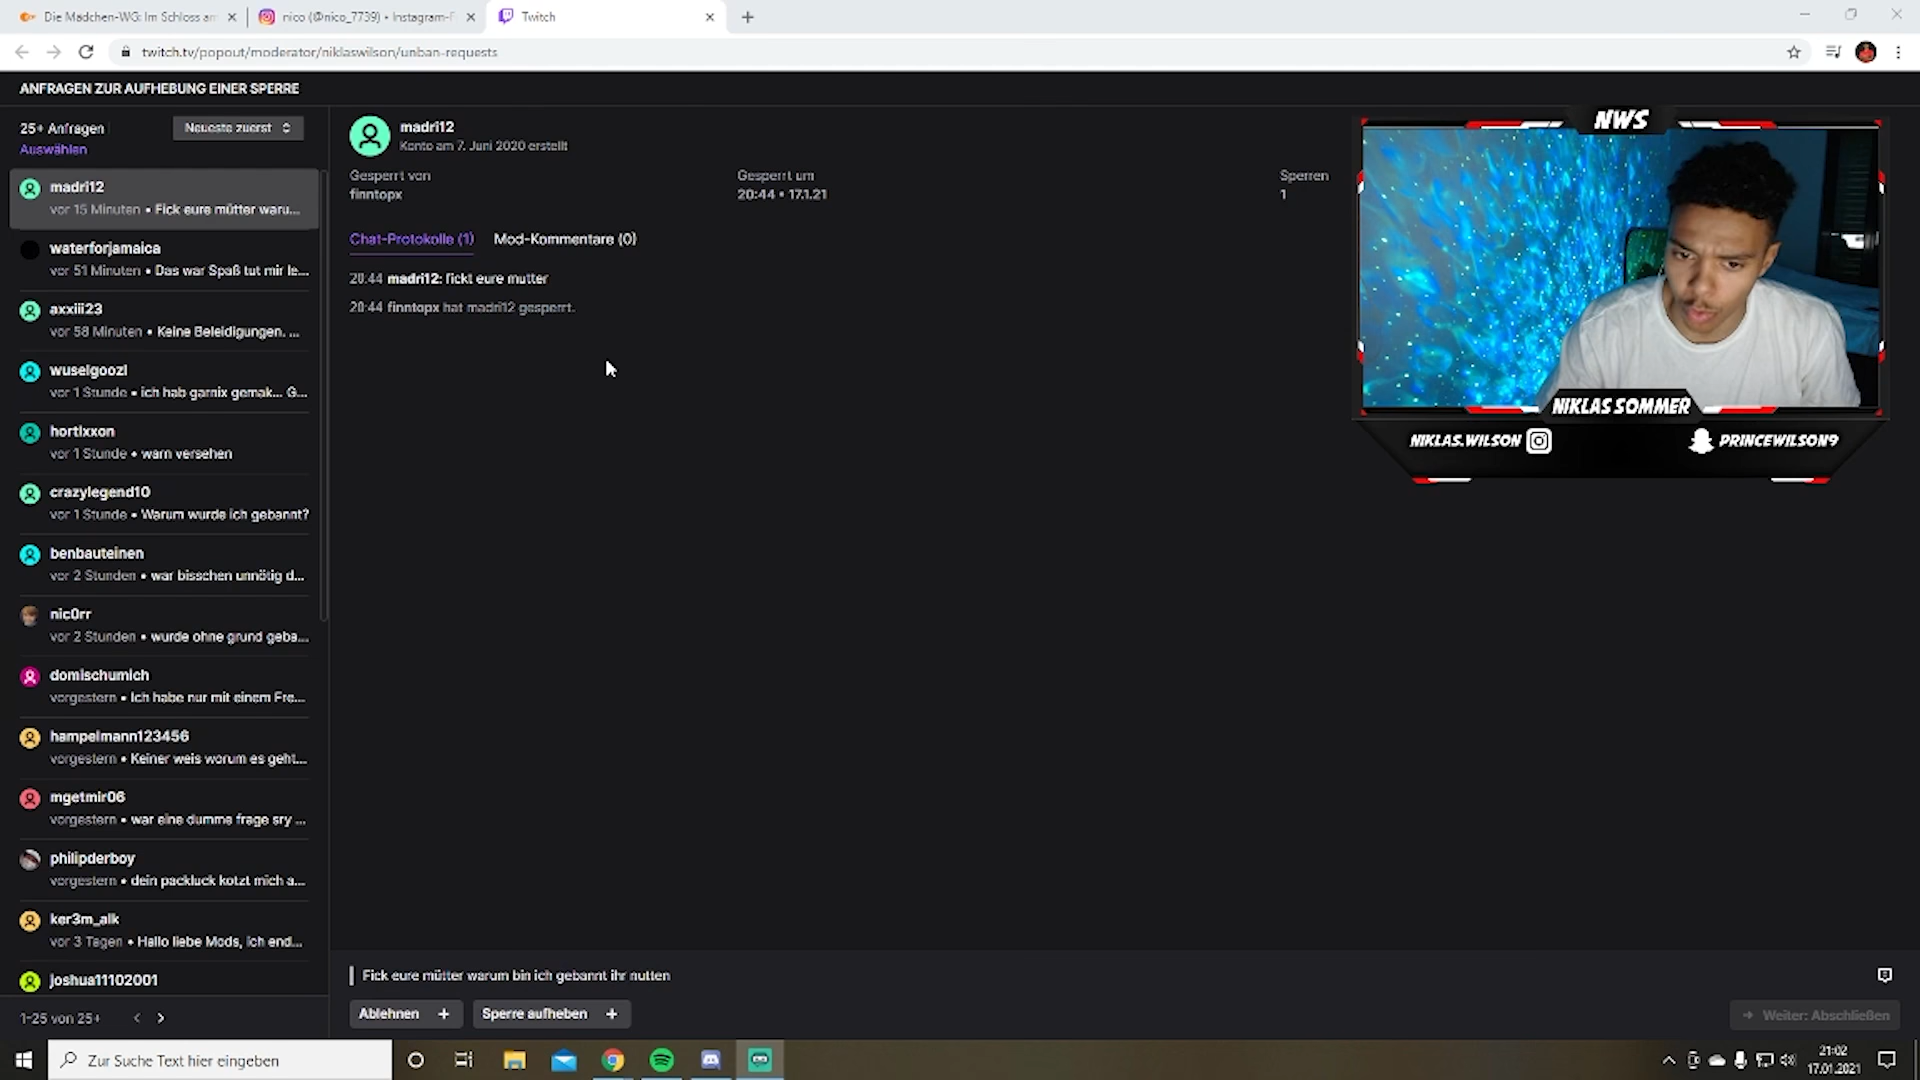 Die Mädchen-WG: Im Schloss am
nico (@nico_7739) • Instagram-F
Twitch
twitch.tv/popout/moderator/niklaswilson/unban-requests
ANFRAGEN ZUR AUFHEBUNG EINER SPERRE
25+ Anfragen
Neueste zuerst
Auswählen
madri12
vor 15 Minuten • Fick eure mütter waru...
waterforjamaica
vor 51 Minuten • Das war Spaß tut mir le...
axxiii23
vor 58 Minuten • Keine Beleidigungen. ...
wuselgoozl
vor 1 Stunde • ich hab garnix gemak... G...
hortixxon
vor 1 Stunde • warn versehen
crazylegend10
vor 1 Stunde • Warum wurde ich gebannt?
benbauteinen
vor 2 Stunden • war bisschen unnötig d...
nic0rr
vor 2 Stunden • wurde ohne grund geba...
domischumich
vorgestern • Ich habe nur mit einem Fre...
hampelmann123456
vorgestern • Keiner weis worum es geht...
mgetmir06
vorgestern • war eine dumme frage sry ...
philipderboy
vorgestern • dein packluck kotzt mich a...
ker3m_alk
vor 3 Tagen • Hallo liebe Mods, ich end...
joshua11102001
1-25 von 25+
madri12
Konto am 7. Juni 2020 erstellt
Gesperrt von
finntopx
Gesperrt um
20:44 • 17.1.21
Sperren
1
Chat-Protokolle (1)
Mod-Kommentare (0)
20:44 madri12: fickt eure mutter
20:44 finntopx hat madri12 gesperrt.
NWS
NIKLAS SOMMER
NIKLAS.WILSON
PRINCEWILSON9
Fick eure mütter warum bin ich gebannt ihr nutten
Ablehnen +
Sperre aufheben +
Weiter: Abschließen
Zur Suche Text hier eingeben
21:02
17.01.2021